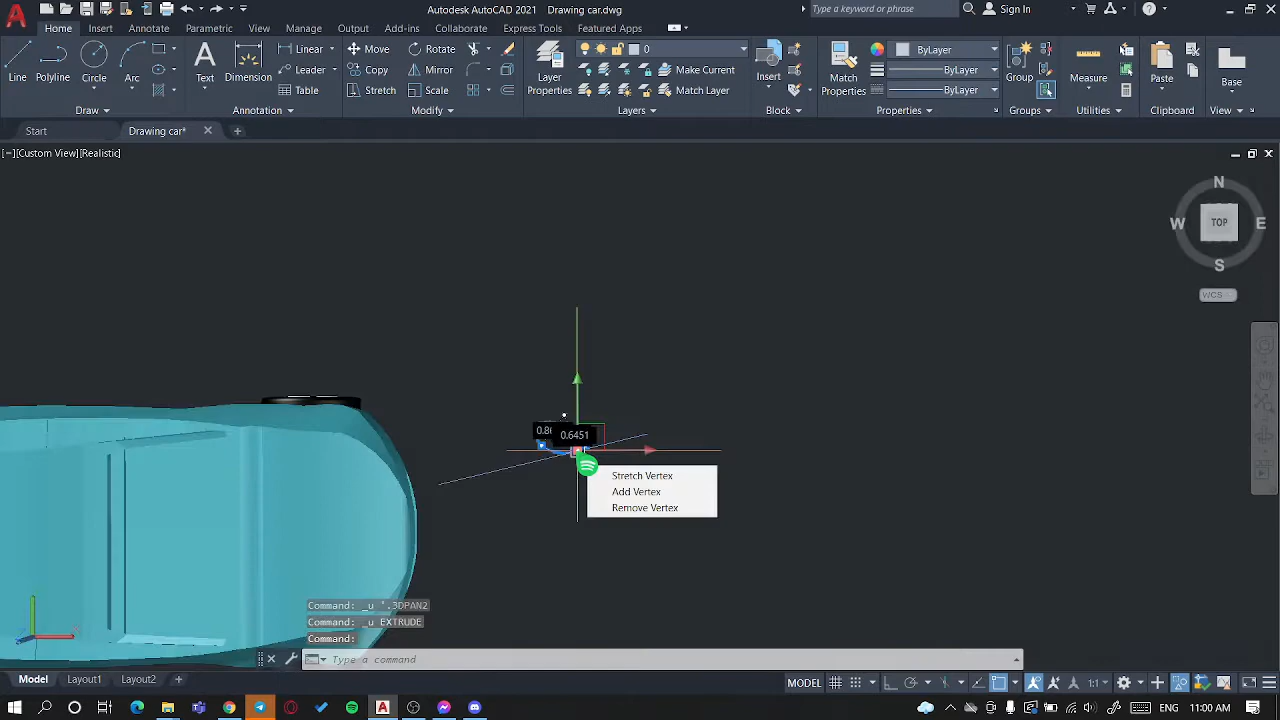 Autodesk AutoCAD 2021 Drawing car.dwg
Type a keyword or phrase
Sign In
Home Insert Annotate Parametric View Manage Output Add-ins Collaborate Express Tools Featured Apps
Line Polyline Circle Arc
Draw
Text Dimension
Linear
Leader
Table
Annotation
Move Rotate
Copy Mirror
Stretch Scale
Modify
Layer Properties
0
Make Current
Match Layer
Layers
Insert
Block
Match Properties
ByLayer
ByLayer
ByLayer
Properties
Group
Groups
Measure
Utilities
Paste
Clipboard
Base
View
Start Drawing car*
[−][Custom View][Realistic]
N
W TOP E
S
WCS
0.6451
Stretch Vertex
Add Vertex
Remove Vertex
Command: _u '.3DPAN2
Command: _u EXTRUDE
Command:
Type a command
Model Layout1 Layout2
MODEL
1:1
ENG 11:00 AM